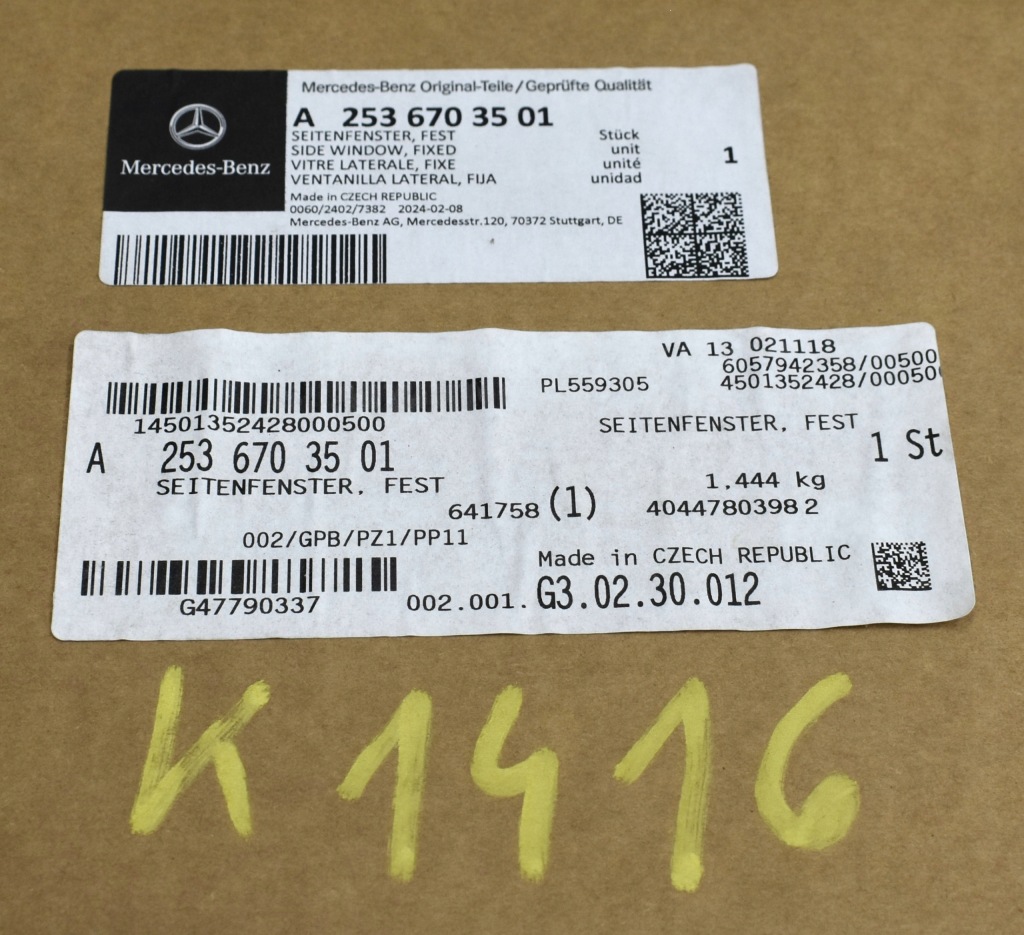 Mercedes-Benz Original-Teile/Geprüfte Qualität
A 253 670 35 01
SEITENFENSTER, FEST Stück
SIDE WINDOW, FIXED unit
VITRE LATERALE, FIXE unité
VENTANILLA LATERAL, FIJA unidad
1
Mercedes-Benz
Made in CZECH REPUBLIC
0060/2402/7382 2024-02-08
Mercedes-Benz AG, Mercedesstr.120, 70372 Stuttgart, DE
VA 13 021118
6057942358/00500
PL559305 4501352428/00050
14501352428000500
SEITENFENSTER, FEST
A 253 670 35 01
1 St
SEITENFENSTER, FEST
1,444 kg
641758 (1) 4044780398 2
002/GPB/PZ1/PP11
Made in CZECH REPUBLIC
G47790337
002.001. G3.02.30.012
K1416